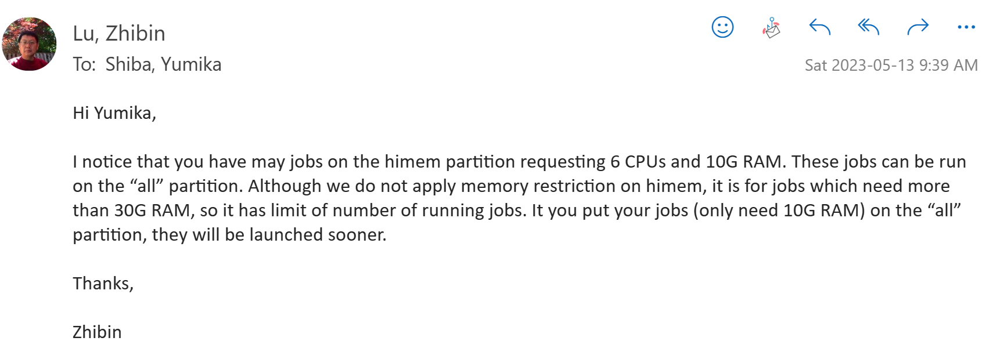 Lu, Zhibin
To: Shiba, Yumika
Sat 2023-05-13 9:39 AM
Hi Yumika,
I notice that you have may jobs on the himem partition requesting 6 CPUs and 10G RAM. These jobs can be run
on the “all” partition. Although we do not apply memory restriction on himem, it is for jobs which need more
than 30G RAM, so it has limit of number of running jobs. It you put your jobs (only need 10G RAM) on the “all”
partition, they will be launched sooner.
Thanks,
Zhibin